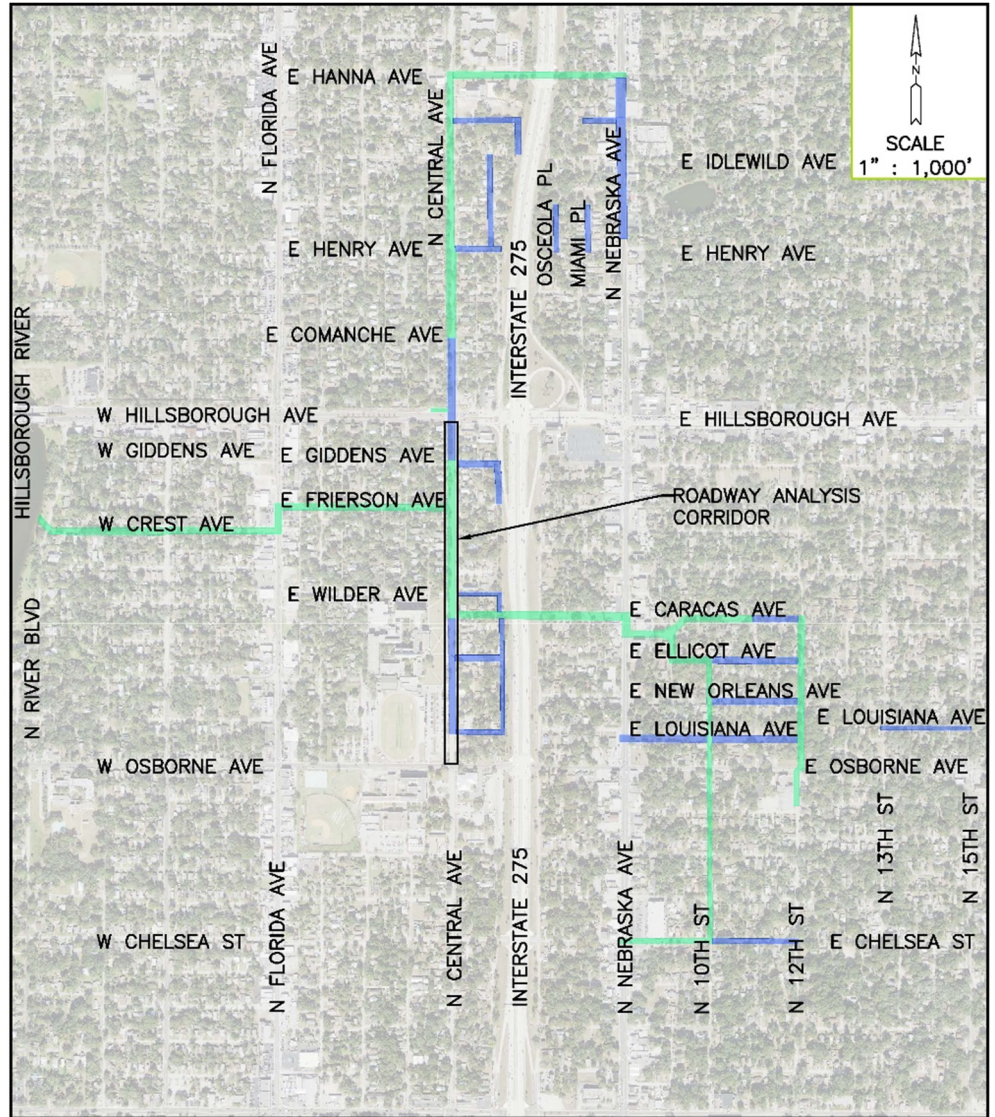 E HANNA AVE
N FLORIDA AVE
N CENTRAL AVE
N
SCALE
1" : 1,000'
E IDLEWILD AVE
OSCEOLA PL
MIAMI PL
N NEBRASKA AVE
E HENRY AVE
E HENRY AVE
INTERSTATE 275
E COMANCHE AVE
HILLSBOROUGH RIVER
W HILLSBOROUGH AVE
E HILLSBOROUGH AVE
W GIDDENS AVE
E GIDDENS AVE
E FRIERSON AVE
ROADWAY ANALYSIS
CORRIDOR
W CREST AVE
E WILDER AVE
E CARACAS AVE
E ELLICOT AVE
E NEW ORLEANS AVE
E LOUISIANA AVE
E LOUISIANA AVE
N RIVER BLVD
W OSBORNE AVE
E OSBORNE AVE
N 13TH ST
N 15TH ST
N FLORIDA AVE
N CENTRAL AVE
INTERSTATE 275
N NEBRASKA AVE
N 10TH ST
N 12TH ST
W CHELSEA ST
E CHELSEA ST